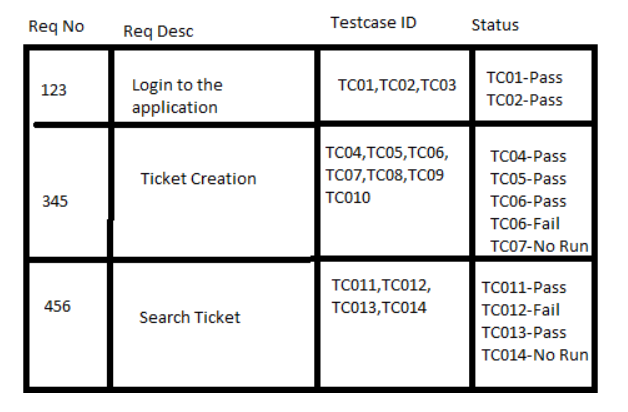 Req No Req Desc Testcase ID Status
123 Login to the application TC01,TC02,TC03 TC01-Pass
TC02-Pass
345 Ticket Creation TC04,TC05,TC06,
TC07,TC08,TC09
TC010
TC04-Pass
TC05-Pass
TC06-Pass
TC06-Fail
TC07-No Run
456 Search Ticket TC011,TC012,
TC013,TC014
TC011-Pass
TC012-Fail
TC013-Pass
TC014-No Run